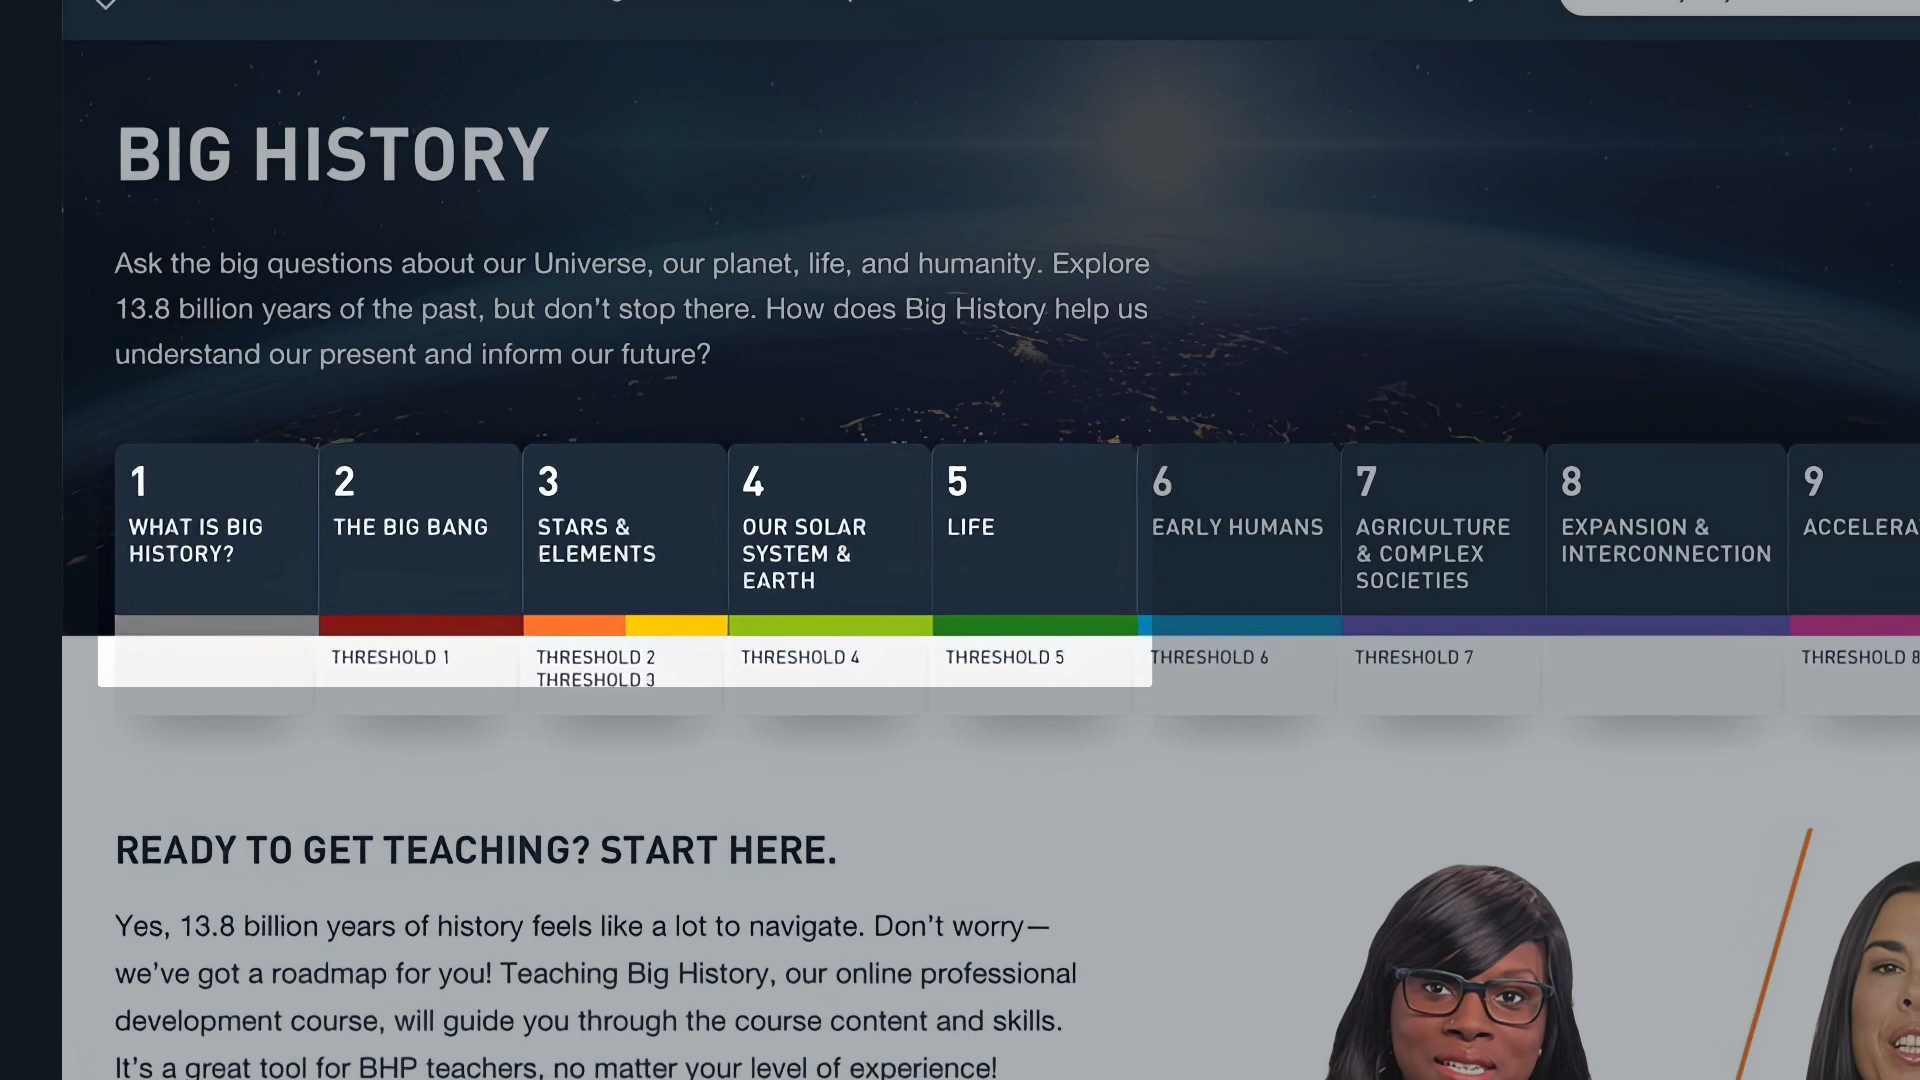 BIG HISTORY
Ask the big questions about our Universe, our planet, life, and humanity. Explore
13.8 billion years of the past, but don't stop there. How does Big History help us
understand our present and inform our future?
1
WHAT IS BIG
HISTORY?
2
THE BIG BANG
THRESHOLD 1
3
STARS &
ELEMENTS
THRESHOLD 2
THRESHOLD 3
4
OUR SOLAR
SYSTEM &
EARTH
THRESHOLD 4
5
LIFE
THRESHOLD 5
6
EARLY HUMANS
THRESHOLD 6
7
AGRICULTURE
& COMPLEX
SOCIETIES
THRESHOLD 7
8
EXPANSION &
INTERCONNECTION
9
THRESHOLD 8
READY TO GET TEACHING? START HERE.
Yes, 13.8 billion years of history feels like a lot to navigate. Don't worry—
we've got a roadmap for you! Teaching Big History, our online professional
development course, will guide you through the course content and skills.
It's a great tool for BHP teachers, no matter your level of experience!